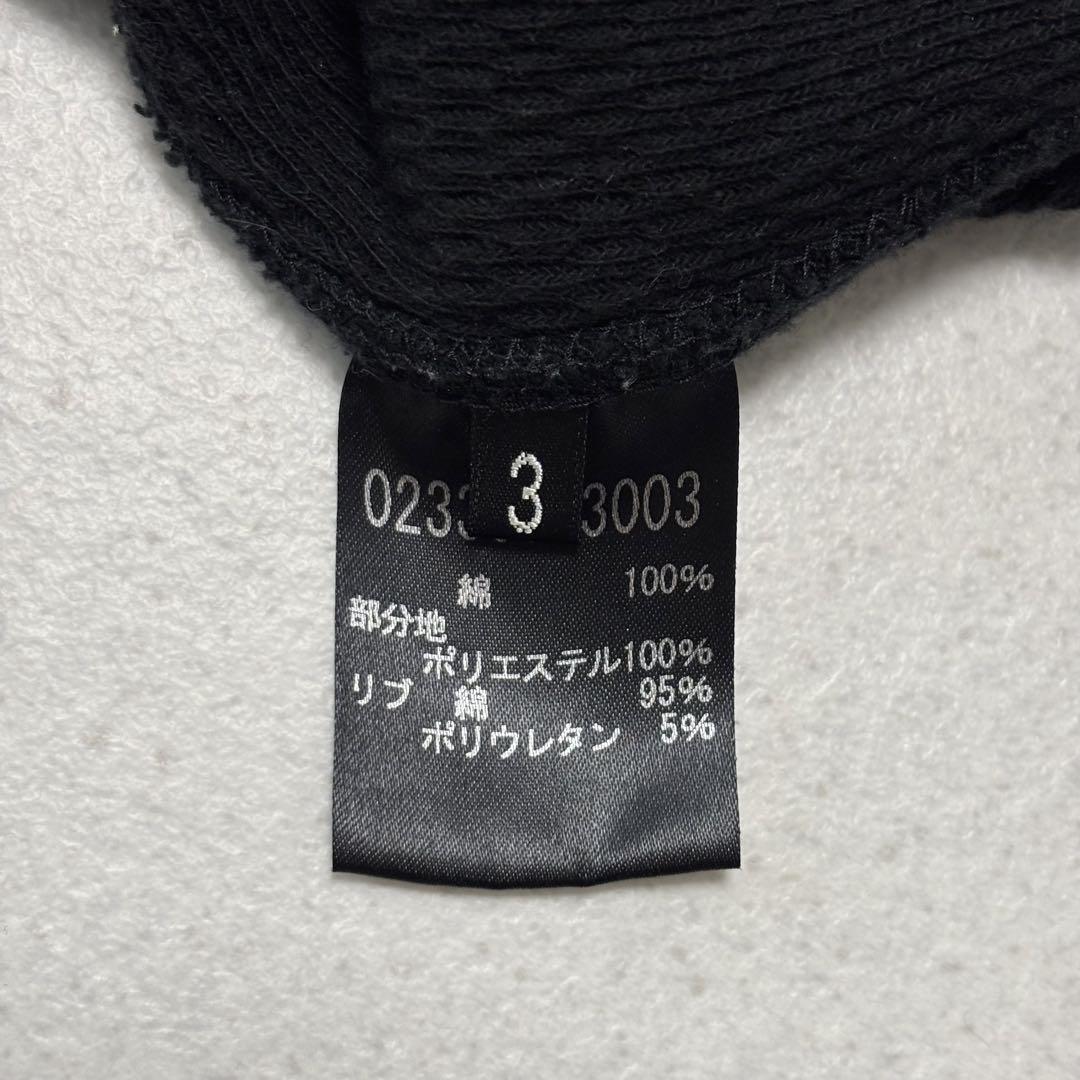 3
023 3003
綿 100%
部分地
ポリエステル100%
リブ 綿 95%
ポリウレタン 5%